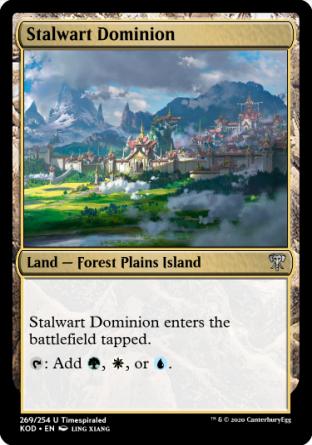 Stalwart Dominion
Land — Forest Plains Island
Stalwart Dominion enters the
battlefield tapped.
: Add , , or .
269/254 U Timespiraled
KOD • EN LING XIANG
™ & © 2020 CanterburyEgg